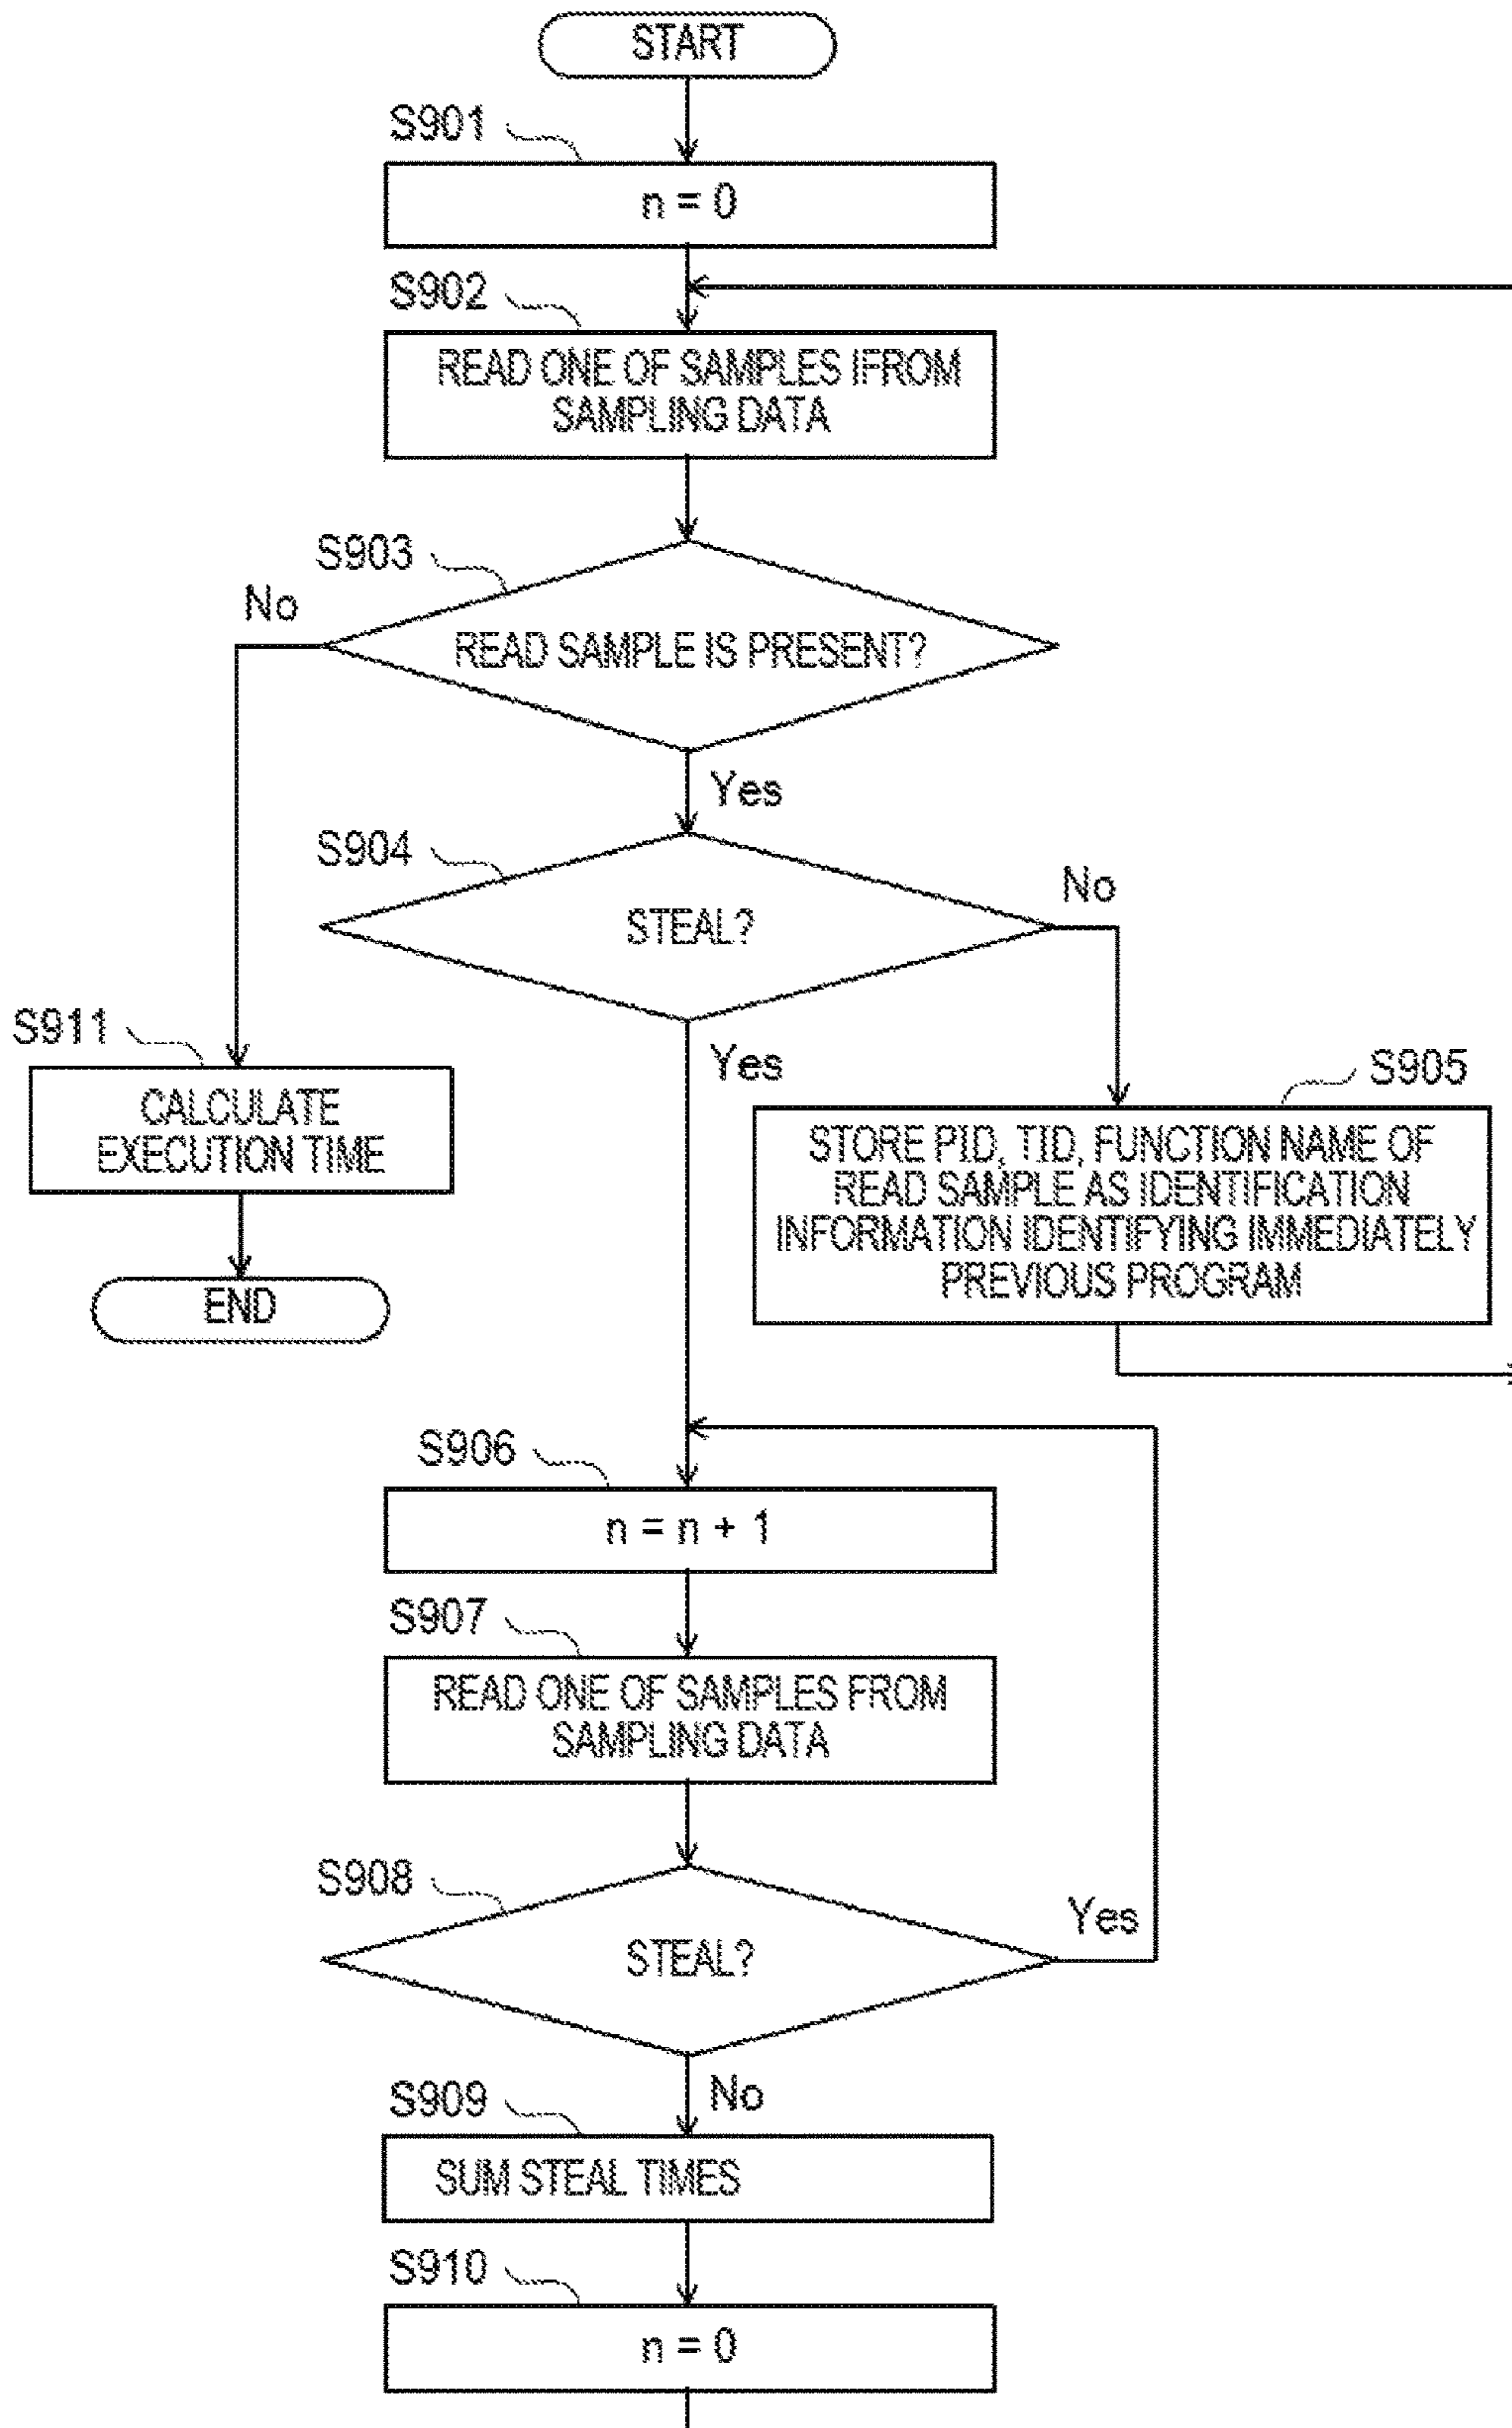 START
S901
n = 0
S902
READ ONE OF SAMPLES IFROM
SAMPLING DATA
S903
No
READ SAMPLE IS PRESENT?
Yes
S904
No
STEAL?
Yes
S911
CALCULATE
EXECUTION TIME
END
S905
STORE PID, TID, FUNCTION NAME OF
READ SAMPLE AS IDENTIFICATION
INFORMATION IDENTIFYING IMMEDIATELY
PREVIOUS PROGRAM
S906
n = n + 1
S907
READ ONE OF SAMPLES FROM
SAMPLING DATA
S908
Yes
STEAL?
No
S909
SUM STEAL TIMES
S910
n = 0